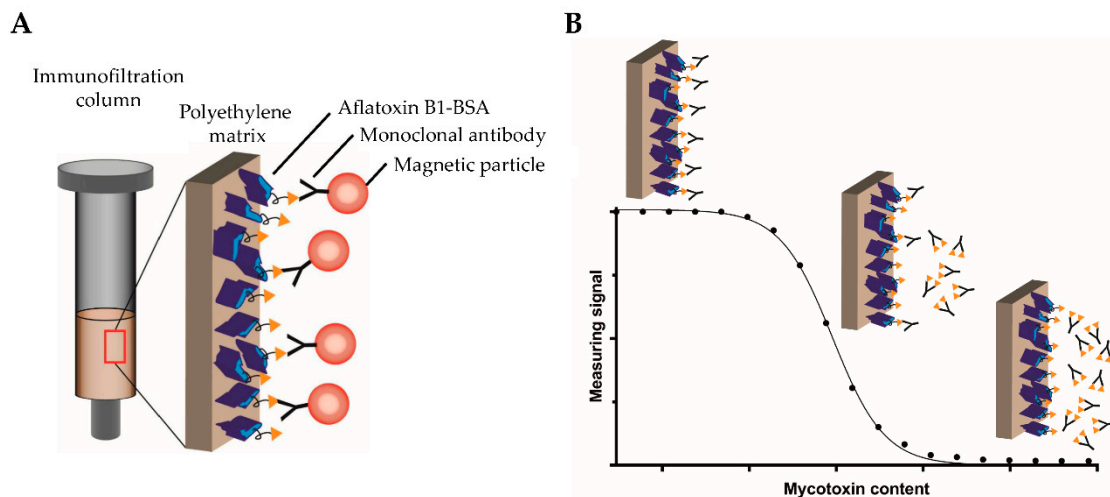 A
Immunofiltration
column
Polyethylene
matrix
Aflatoxin B1-BSA
Monoclonal antibody
Magnetic particle
B
Measuring signal
Mycotoxin content